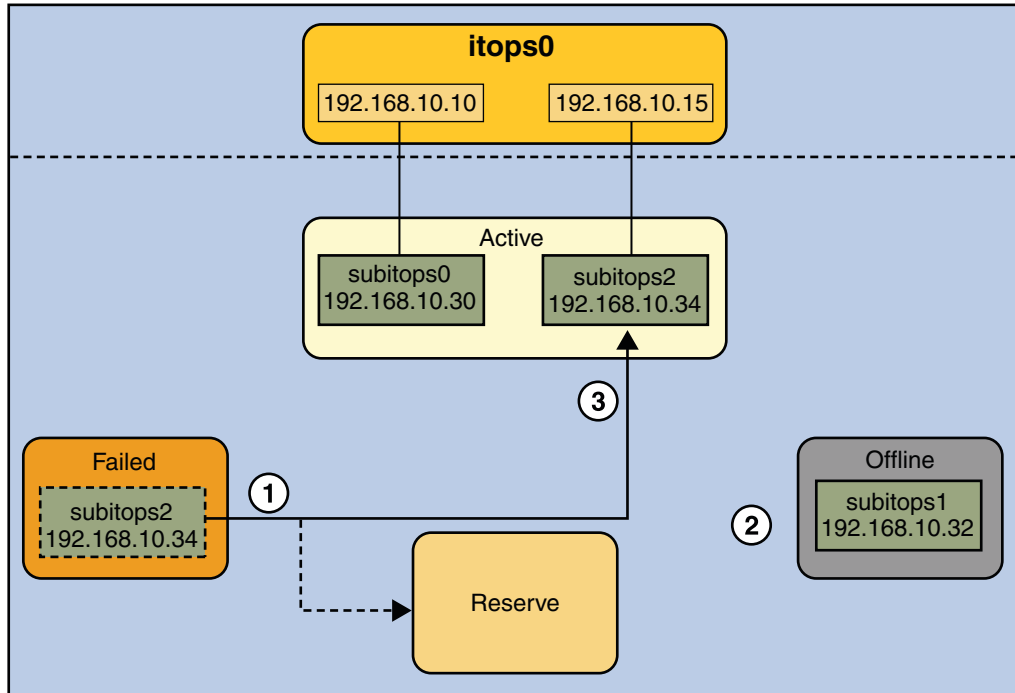 itops0
192.168.10.10
192.168.10.15
Active
subitops0
192.168.10.30
subitops2
192.168.10.34
3
Failed
subitops2
192.168.10.34
1
2
Offline
subitops1
192.168.10.32
Reserve